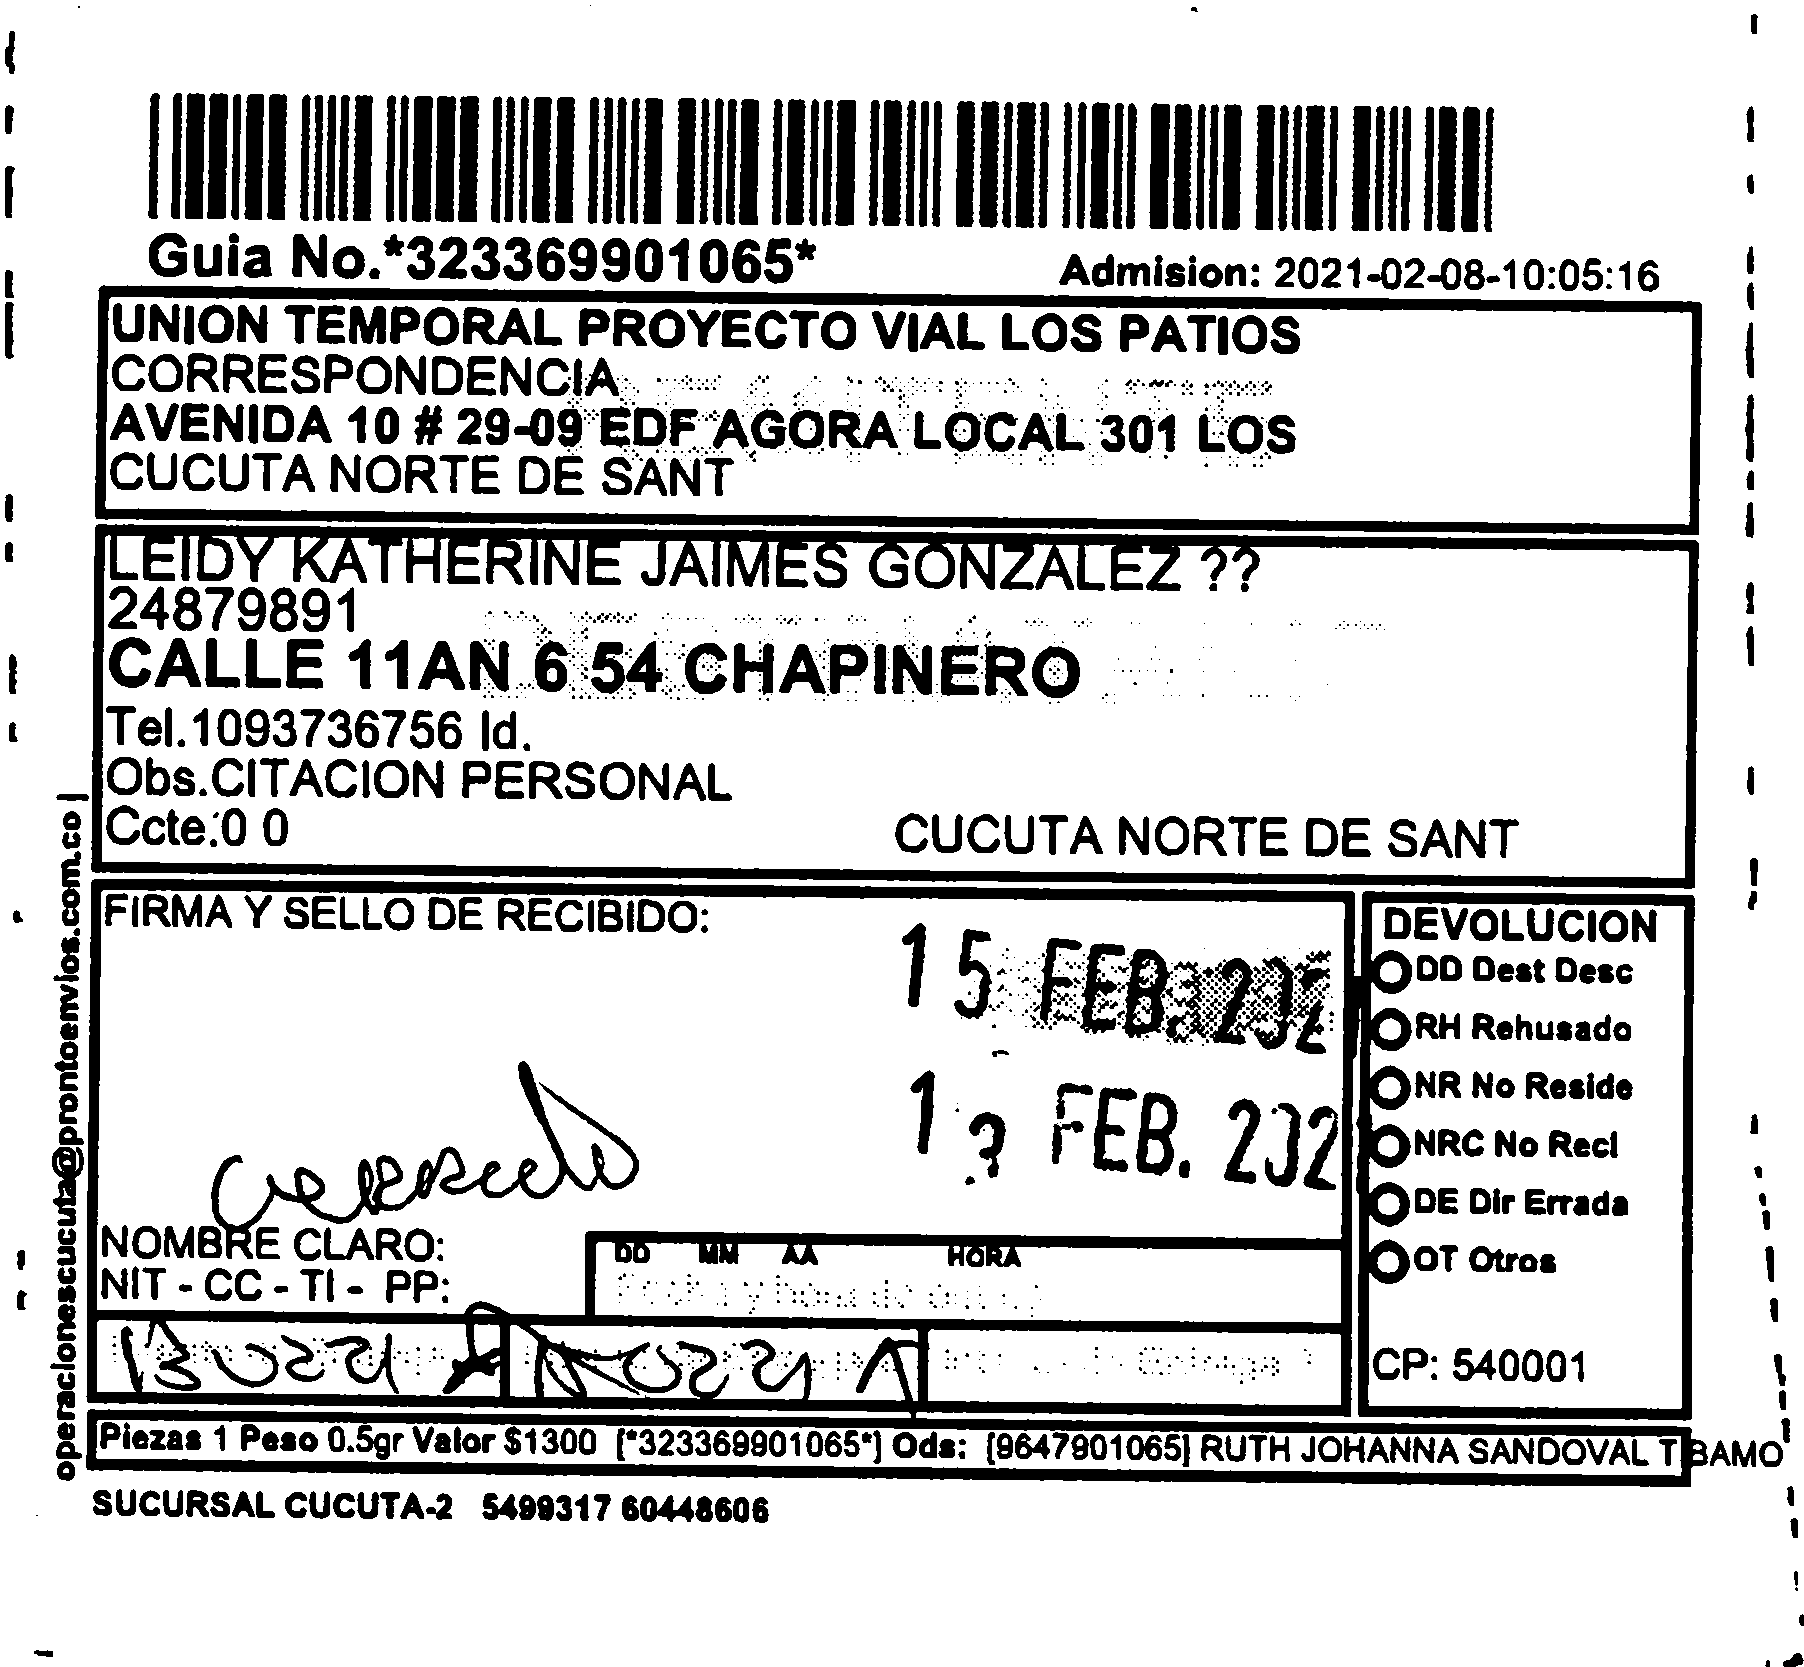 Guia No.*323369901065*
Admision: 2021-02-08-10:05:16
UNION TEMPORAL PROYECTO VIAL LOS PATIOS
CORRESPONDENCIA
AVENIDA 10 # 29-09 EDF AGORA LOCAL 301 LOS
CUCUTA NORTE DE SANT
LEIDY KATHERINE JAIMES GONZALEZ ??
24879891
CALLE 11AN 6 54 CHAPINERO
Tel.1093736756 Id.
Obs.CITACION PERSONAL
Ccte:0 0
CUCUTA NORTE DE SANT
operacionescucuta@prontoenvios.com.co |
FIRMA Y SELLO DE RECIBIDO:
15 FEB. 202
1 FEB. 202
NOMBRE CLARO:
NIT - CC - TI - PP:
DD MM AA HORA
DEVOLUCION
DD Dest Desc
RH Rehusado
NR No Reside
NRC No Recl
DE Dir Errada
OT Otros
CP: 540001
Piezas 1 Peso 0.5gr Valor $1300 [*323369901065*] Ods: [9647901065] RUTH JOHANNA SANDOVAL TIBAMO
SUCURSAL CUCUTA-2 5499317 60448606